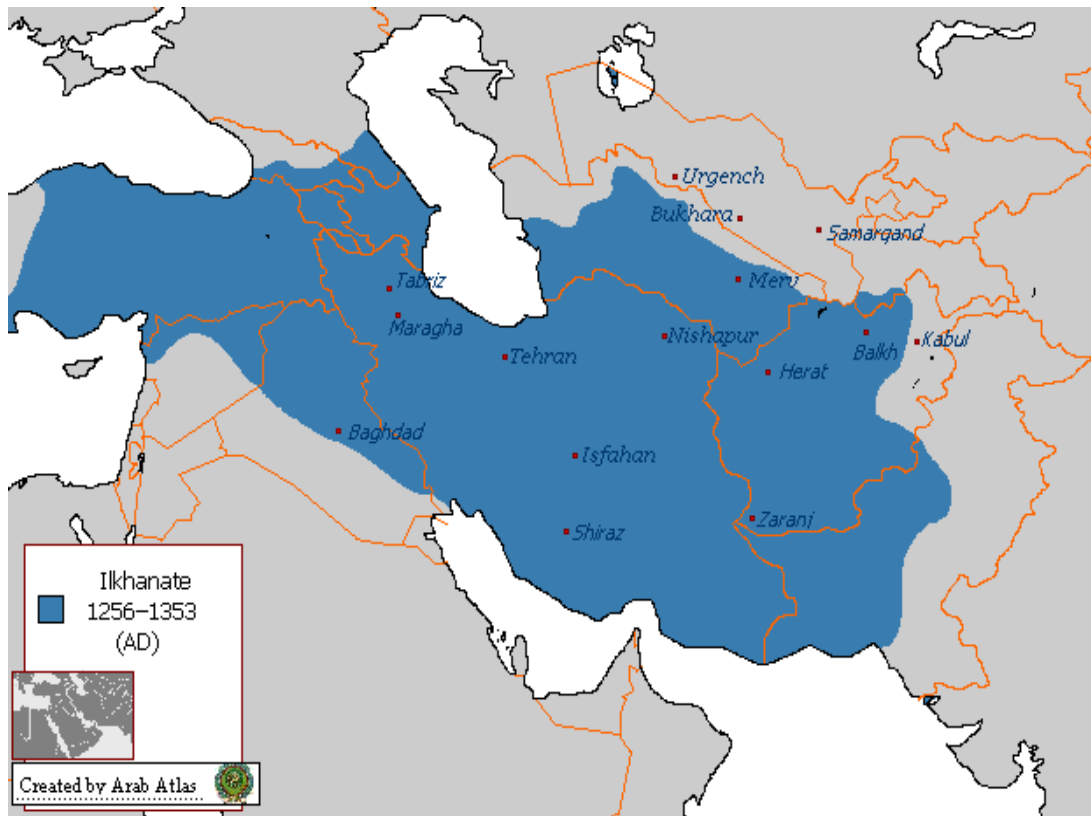 Urgench
Bukhara
Samarqand
Tabriz
Merv
Maragha
Nishapur
Balkh
Kabul
Tehran
Herat
Baghdad
Isfahan
Zaranj
Shiraz
Ilkhanate
1256-1353
(AD)
Created by Arab Atlas